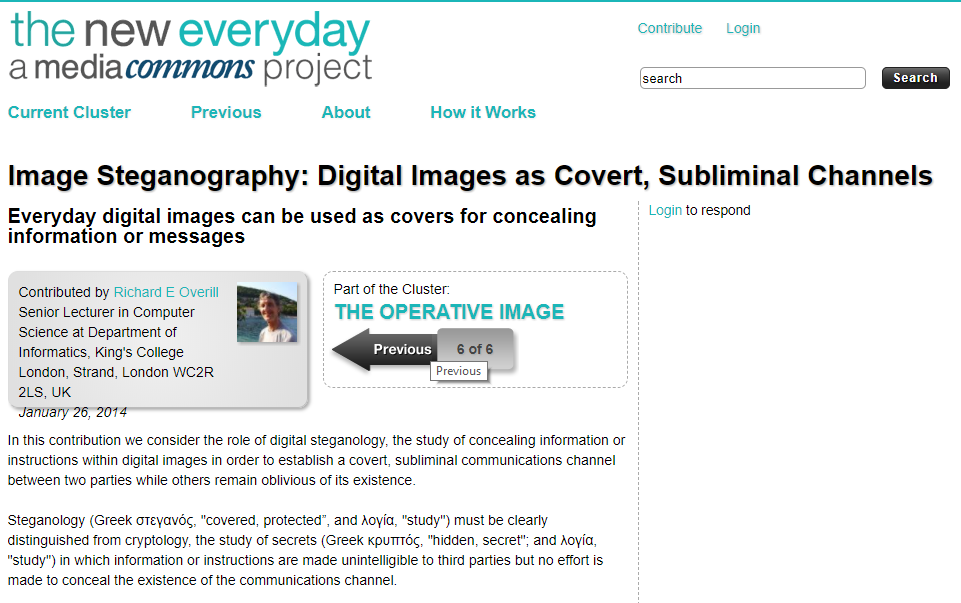 the new everyday
a mediacommons project
Contribute Login
search Search
Current Cluster Previous About How it Works
Image Steganography: Digital Images as Covert, Subliminal Channels
Everyday digital images can be used as covers for concealing
information or messages
Login to respond
Contributed by Richard E Overill
Senior Lecturer in Computer
Science at Department of
Informatics, King's College
London, Strand, London WC2R
2LS, UK
January 26, 2014
Part of the Cluster:
THE OPERATIVE IMAGE
Previous 6 of 6
Previous
In this contribution we consider the role of digital steganology, the study of concealing information or
instructions within digital images in order to establish a covert, subliminal communications channel
between two parties while others remain oblivious of its existence.
Steganology (Greek στεγανός, "covered, protected”, and λογία, "study") must be clearly
distinguished from cryptology, the study of secrets (Greek κρυπτός, "hidden, secret"; and λογία,
"study") in which information or instructions are made unintelligible to third parties but no effort is
made to conceal the existence of the communications channel.